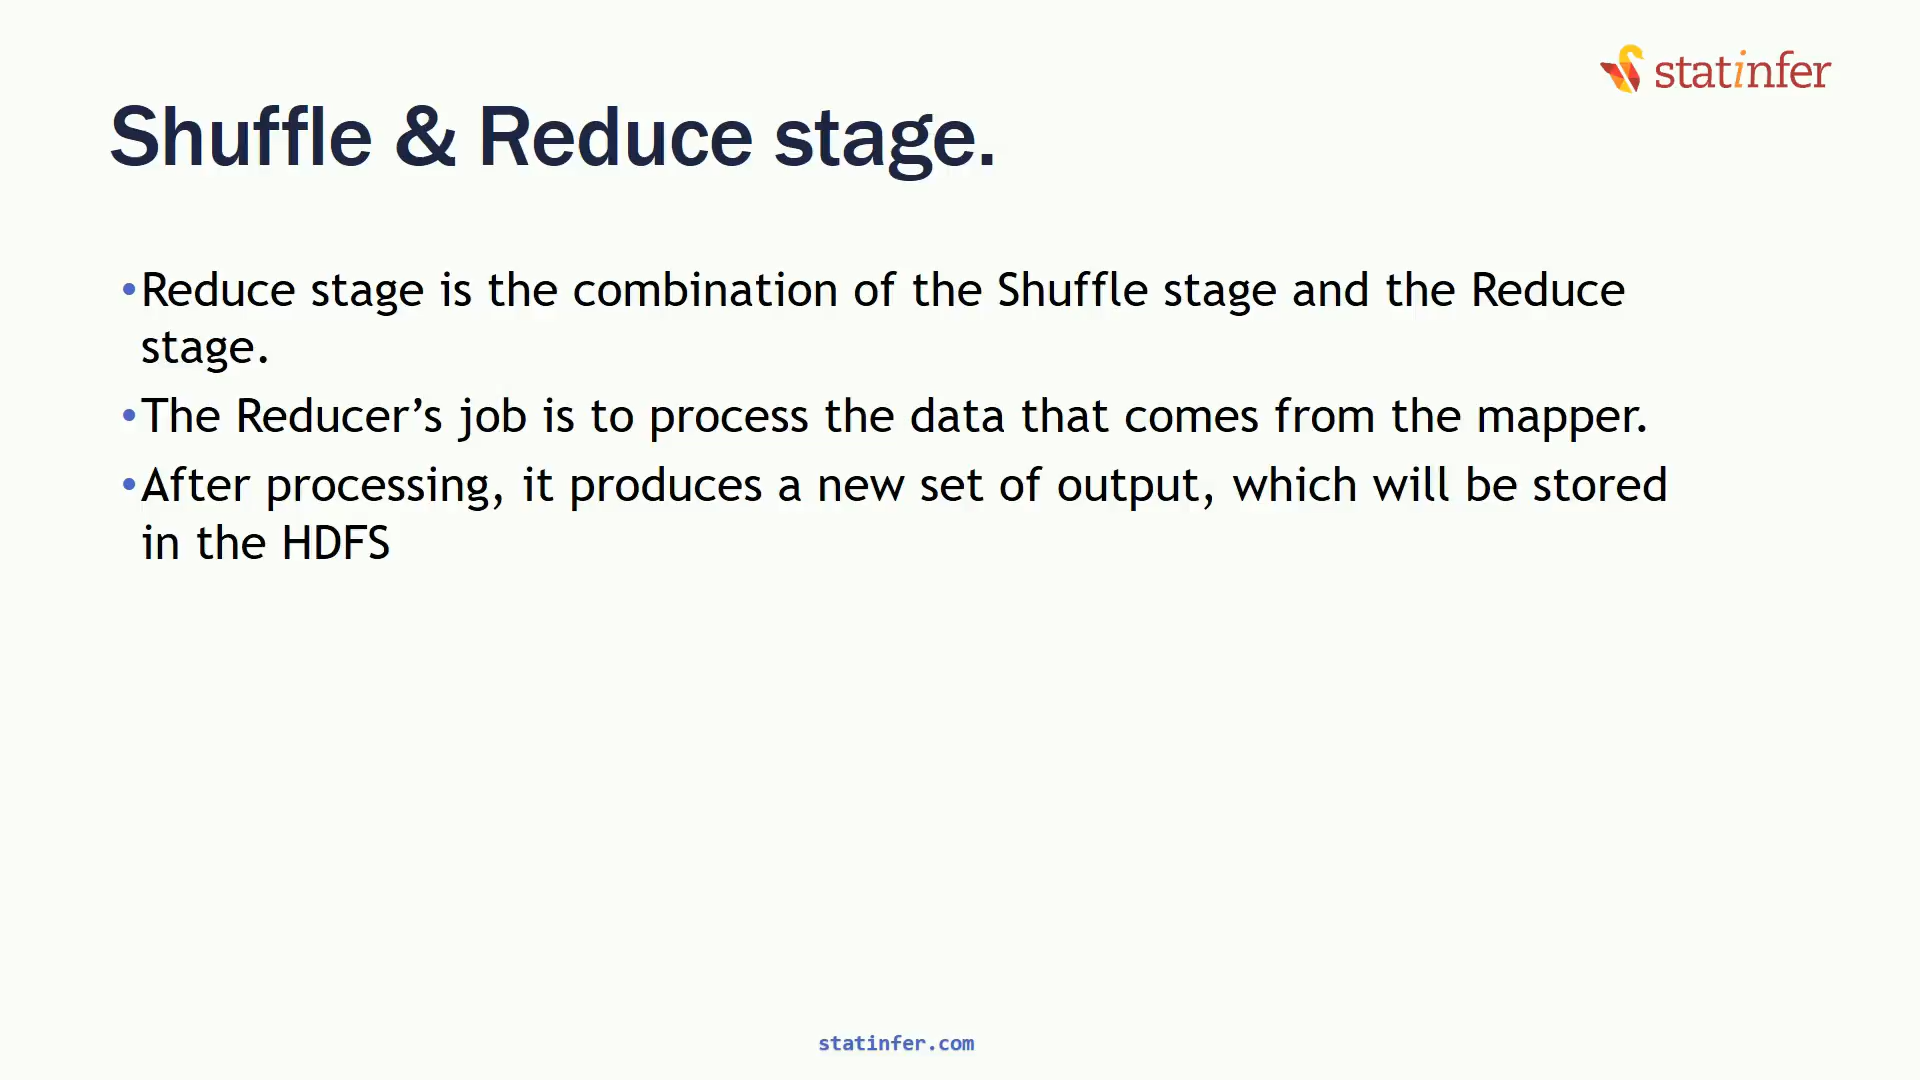 statinfer
Shuffle & Reduce stage.
•Reduce stage is the combination of the Shuffle stage and the Reduce
stage.
•The Reducer’s job is to process the data that comes from the mapper.
•After processing, it produces a new set of output, which will be stored
in the HDFS
statinfer.com